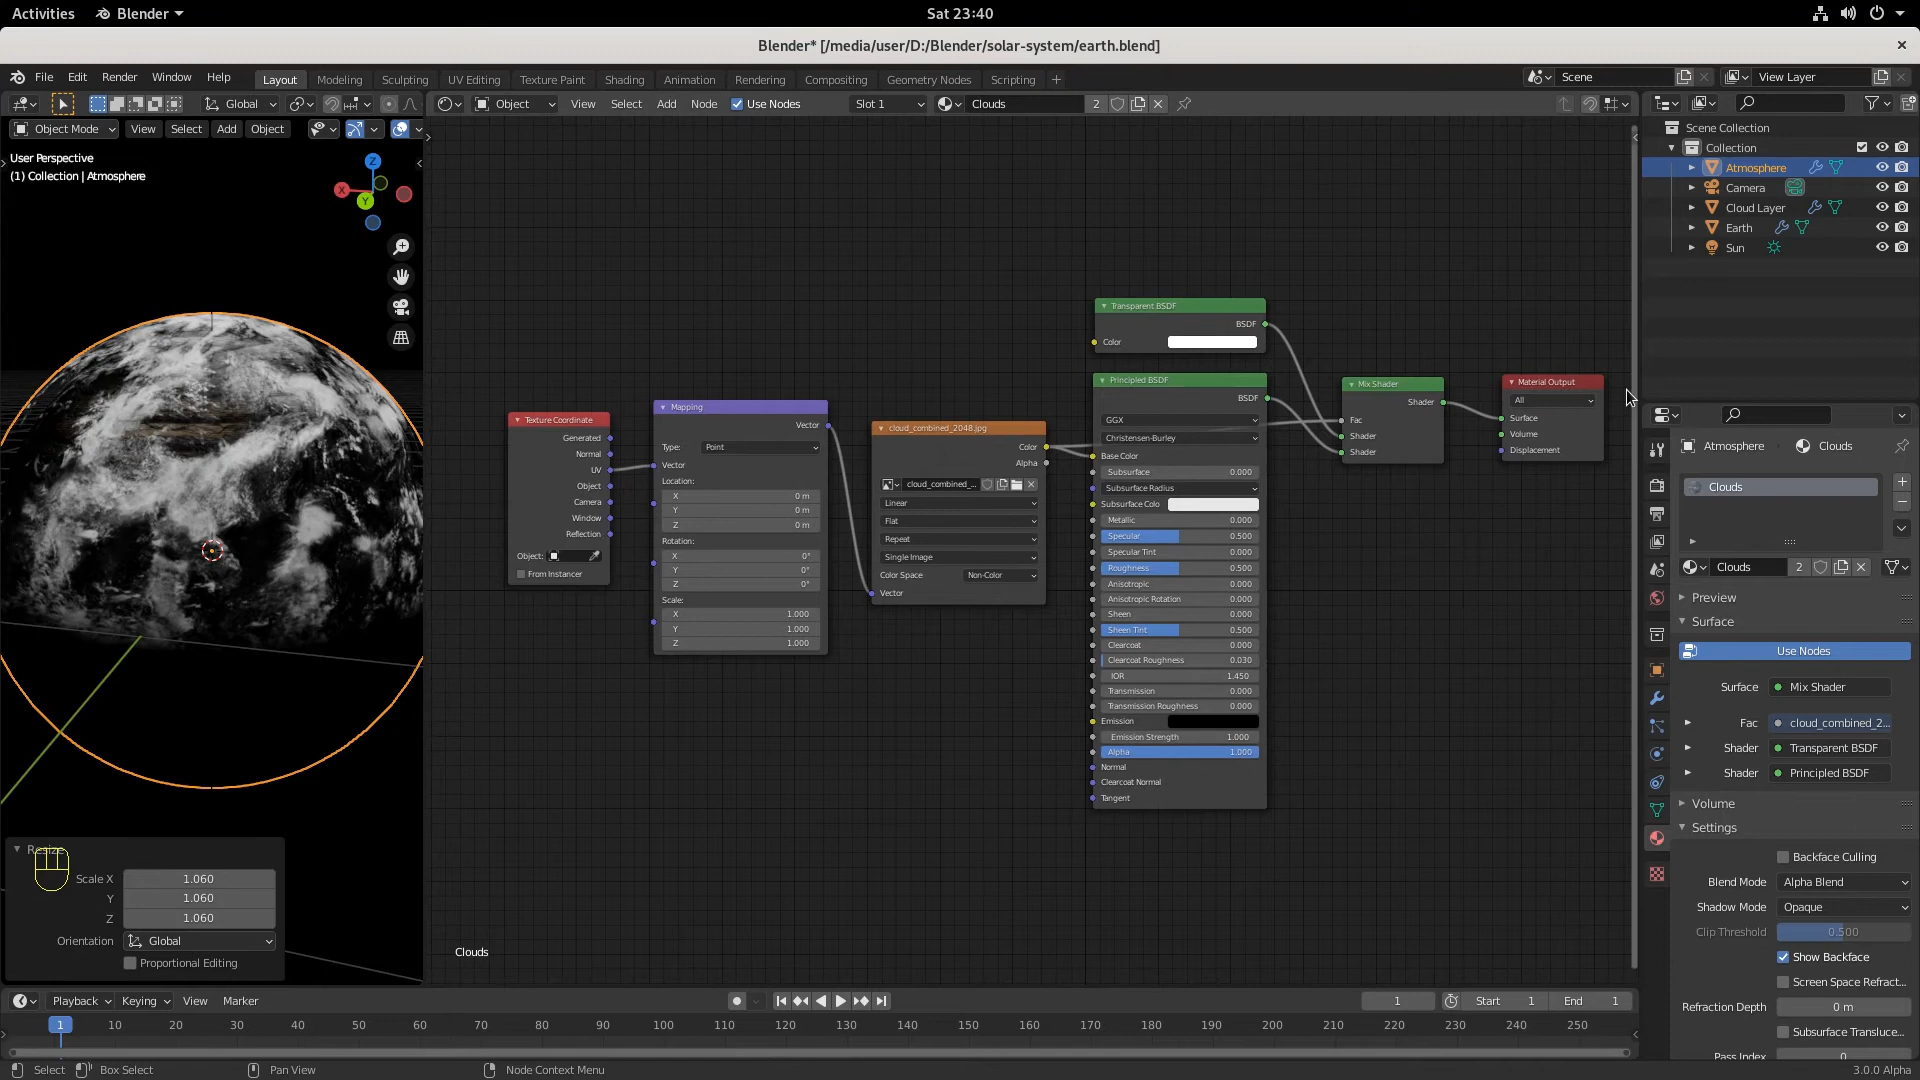 Activities Blender Sat 23:40
Blender* [/media/user/D:/Blender/solar-system/earth.blend]
File Edit Render Window Help Layout Modeling Sculpting UV Editing Texture Paint Shading Animation Rendering Compositing Geometry Nodes Scripting + Scene View Layer
Global Object View Select Add Node Use Nodes Slot 1 Clouds 2
Object Mode View Select Add Object
User Perspective
(1) Collection | Atmosphere
Z
X
Y
Scene Collection
Collection
Atmosphere
Camera
Cloud Layer
Earth
Sun
Texture Coordinate
Generated
Normal
UV
Object
Camera
Window
Reflection
Object:
From Instancer
Mapping
Vector
Type: Point
Vector
Location:
X 0 m
Y 0 m
Z 0 m
Rotation:
X 0°
Y 0°
Z 0°
Scale:
X 1.000
Y 1.000
Z 1.000
cloud_combined_2048.jpg
Color
Alpha
cloud_combined_...
Linear
Flat
Repeat
Single Image
Color Space Non-Color
Vector
Transparent BSDF
BSDF
Color
Principled BSDF
BSDF
GGX
Christensen-Burley
Base Color
Subsurface 0.000
Subsurface Radius
Subsurface Colo
Metallic 0.000
Specular 0.500
Specular Tint 0.000
Roughness 0.500
Anisotropic 0.000
Anisotropic Rotation 0.000
Sheen 0.000
Sheen Tint 0.500
Clearcoat 0.000
Clearcoat Roughness 0.030
IOR 1.450
Transmission 0.000
Transmission Roughness 0.000
Emission
Emission Strength 1.000
Alpha 1.000
Normal
Clearcoat Normal
Tangent
Mix Shader
Shader
Fac
Shader
Shader
Material Output
All
Surface
Volume
Displacement
Clouds
Atmosphere Clouds
Clouds
Clouds 2
Preview
Surface
Use Nodes
Surface Mix Shader
Fac cloud_combined_2...
Shader Transparent BSDF
Shader Principled BSDF
Volume
Settings
Backface Culling
Blend Mode Alpha Blend
Shadow Mode Opaque
Clip Threshold 0.500
Show Backface
Screen Space Refract...
Refraction Depth 0 m
Subsurface Transluce...
Pass Index 0
Scale X 1.060
Y 1.060
Z 1.060
Orientation Global
Proportional Editing
Playback Keying View Marker 1 Start 1 End 1
1 10 20 30 40 50 60 70 80 90 100 110 120 130 140 150 160 170 180 190 200 210 220 230 240 250
Select Box Select Pan View Node Context Menu 3.0.0 Alpha